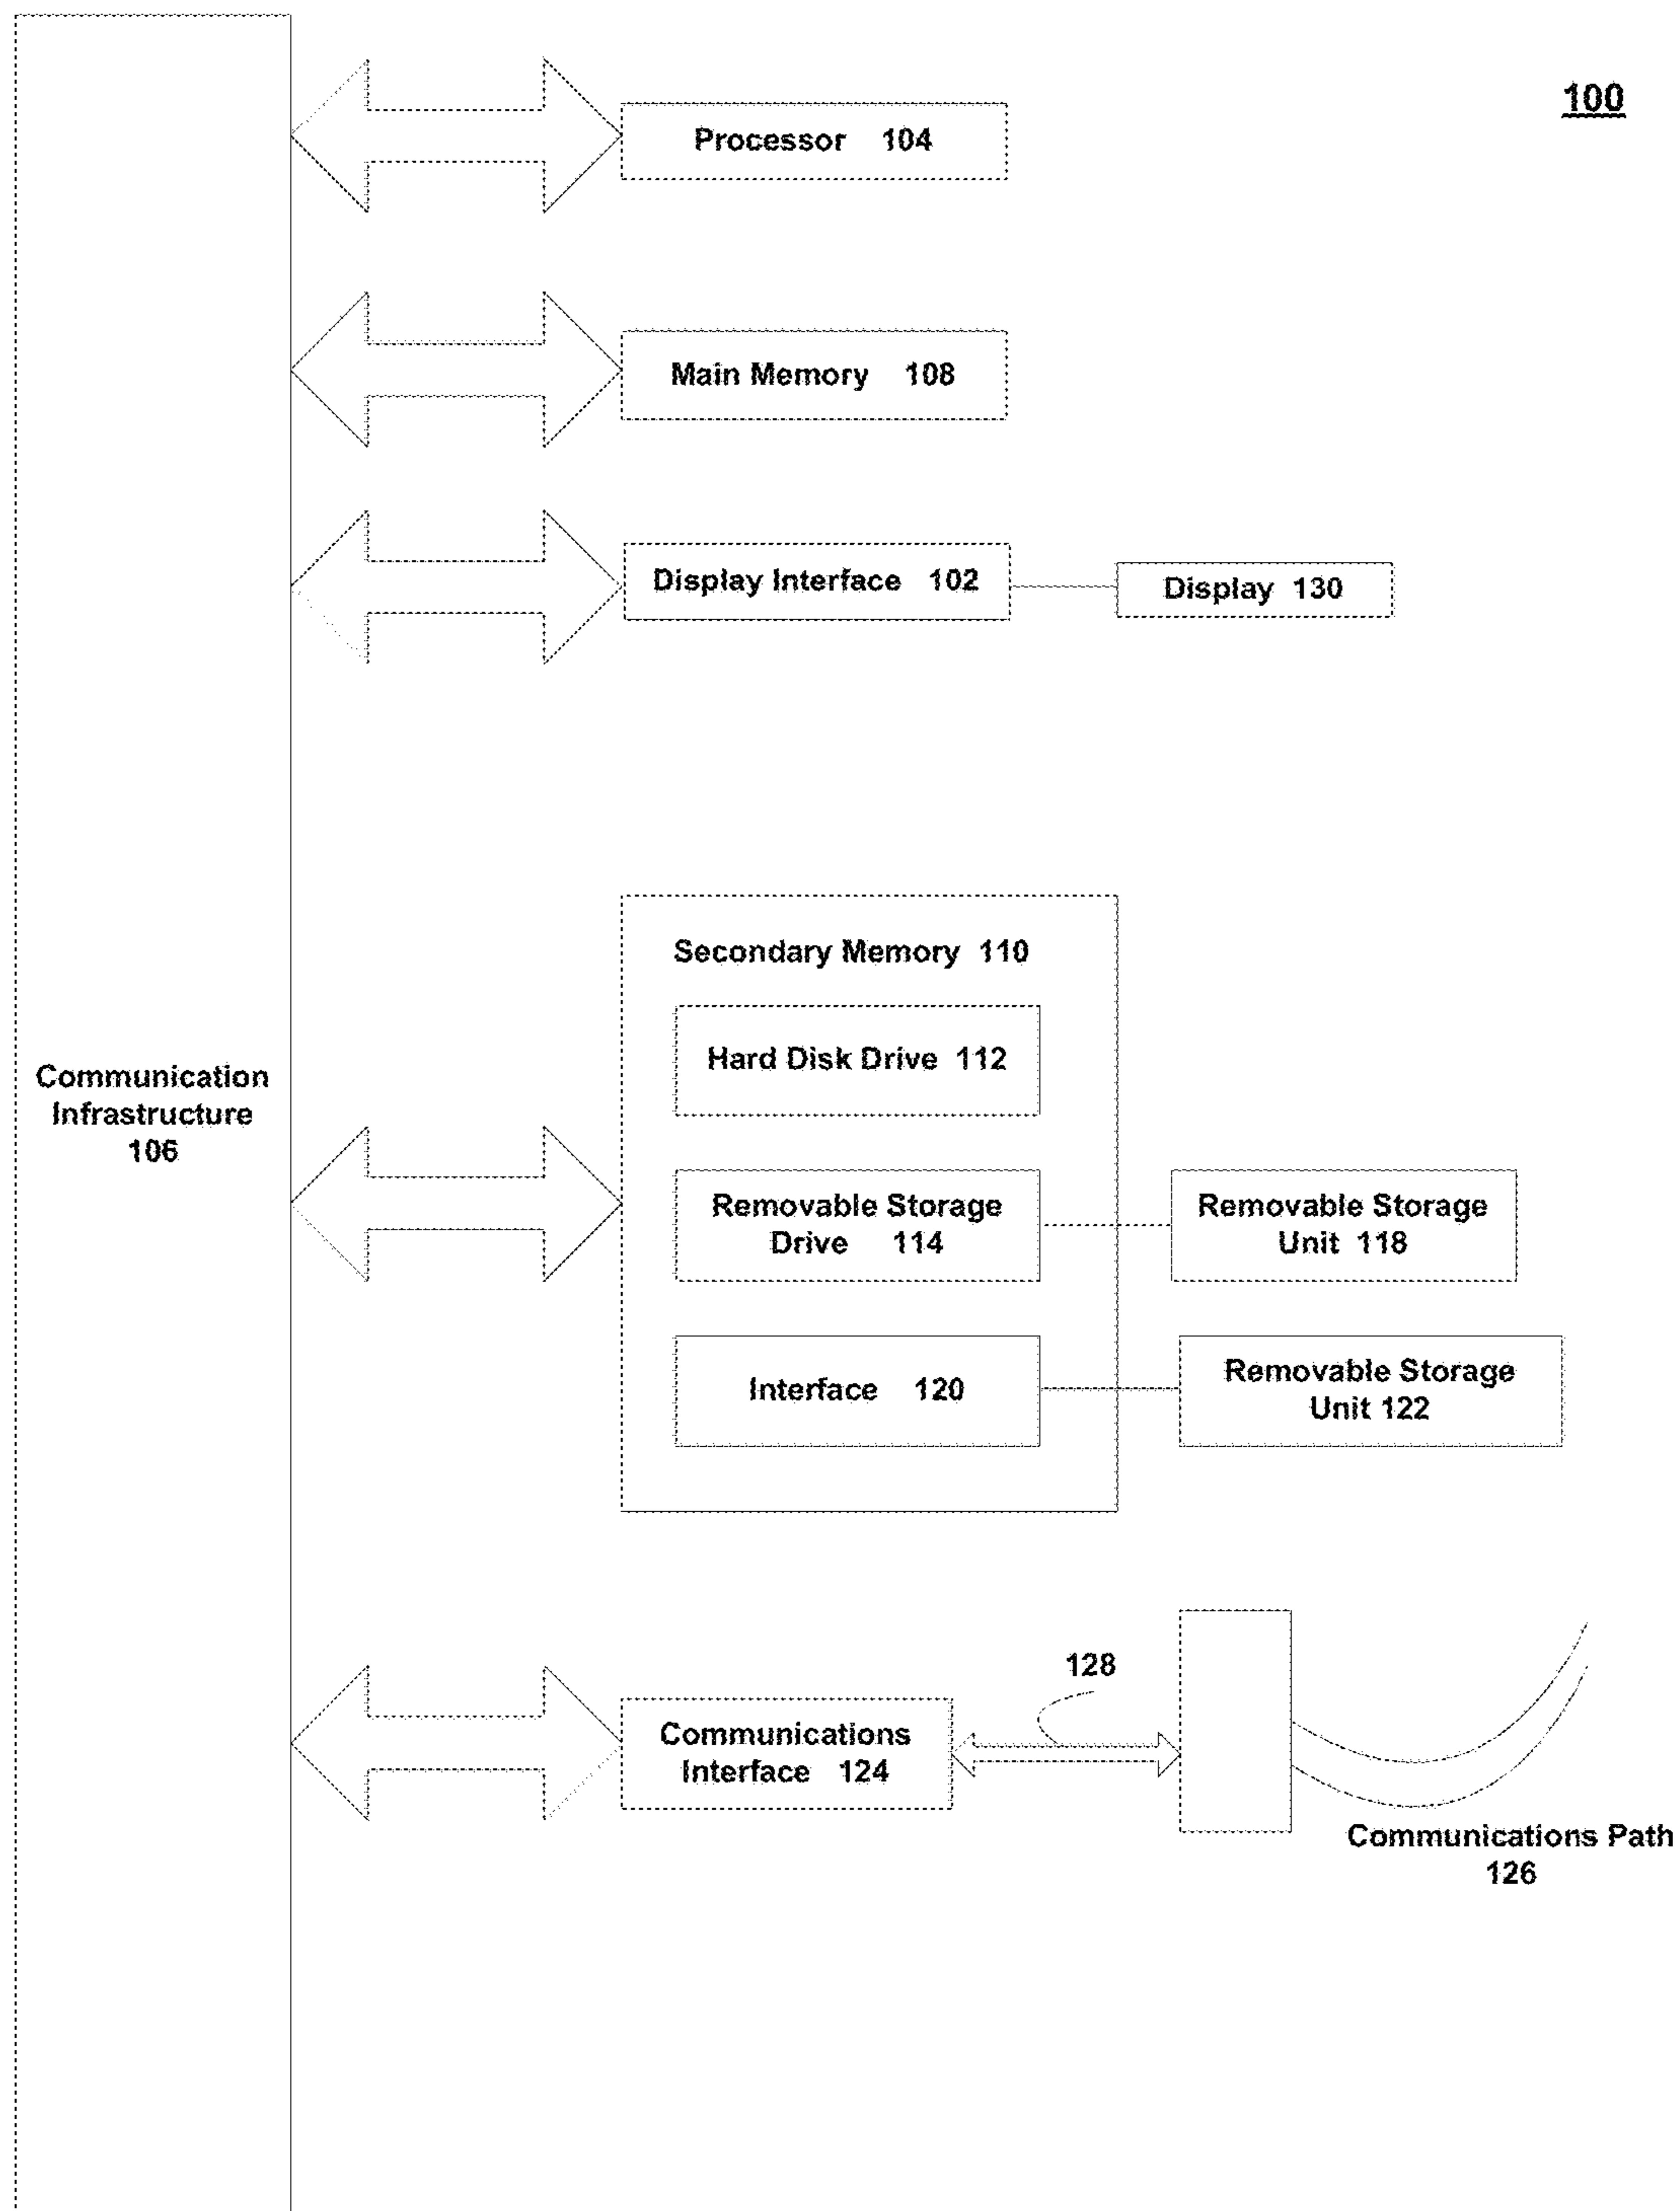 100
Processor 104
Main Memory 108
Display Interface 102
Display 130
Secondary Memory 110
Hard Disk Drive 112
Communication
Infrastructure
106
Removable Storage
Drive 114
Removable Storage
Unit 118
Interface 120
Removable Storage
Unit 122
128
Communications
Interface 124
Communications Path
126